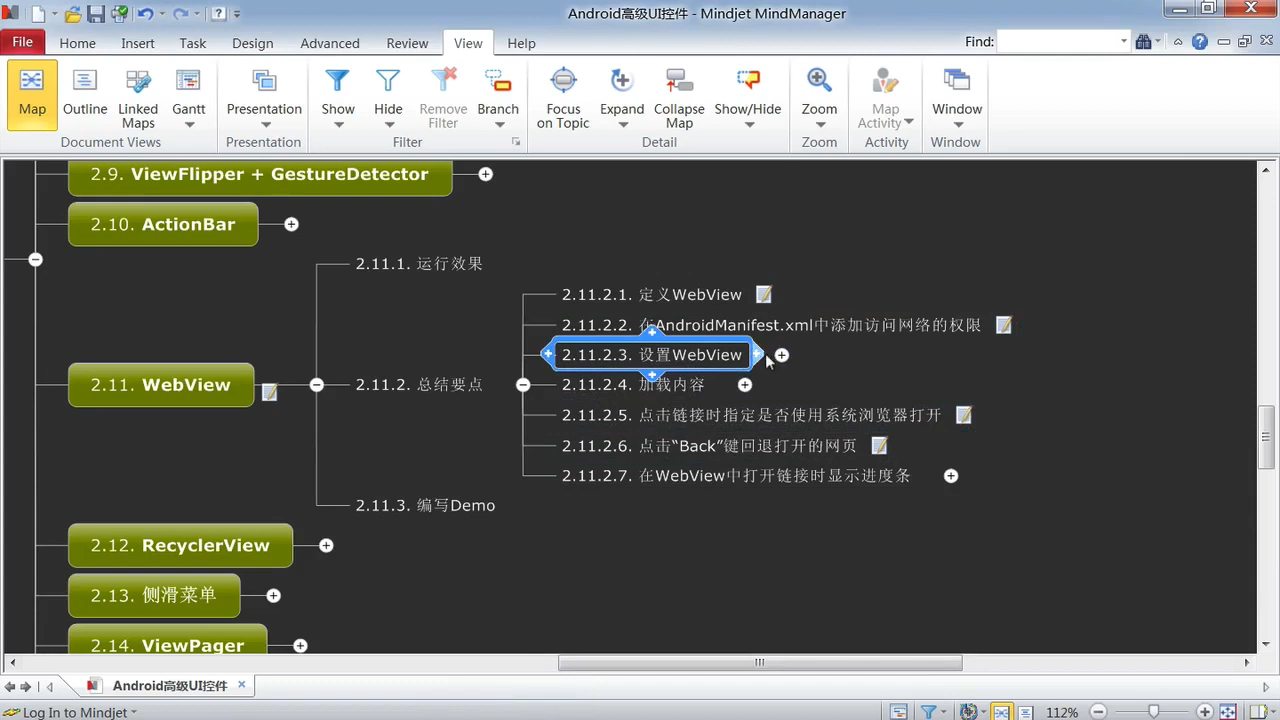 Android高级UI控件 - Mindjet MindManager
File Home Insert Task Design Advanced Review View Help Find:
Map Outline Linked Maps Gantt Presentation Show Hide Remove Filter Branch Focus on Topic Expand Collapse Map Show/Hide Zoom Map Activity Window
Document Views Presentation Filter Detail Zoom Activity Window
2.9. ViewFlipper + GestureDetector
2.10. ActionBar
2.11.1. 运行效果
2.11.2.1. 定义WebView
2.11.2.2. 在AndroidManifest.xml中添加访问网络的权限
2.11.2.3. 设置WebView
2.11. WebView
2.11.2. 总结要点
2.11.2.4. 加载内容
2.11.2.5. 点击链接时指定是否使用系统浏览器打开
2.11.2.6. 点击“Back”键回退打开的网页
2.11.2.7. 在WebView中打开链接时显示进度条
2.11.3. 编写Demo
2.12. RecyclerView
2.13. 侧滑菜单
2.14. ViewPager
Android高级UI控件
Log In to Mindjet
112%